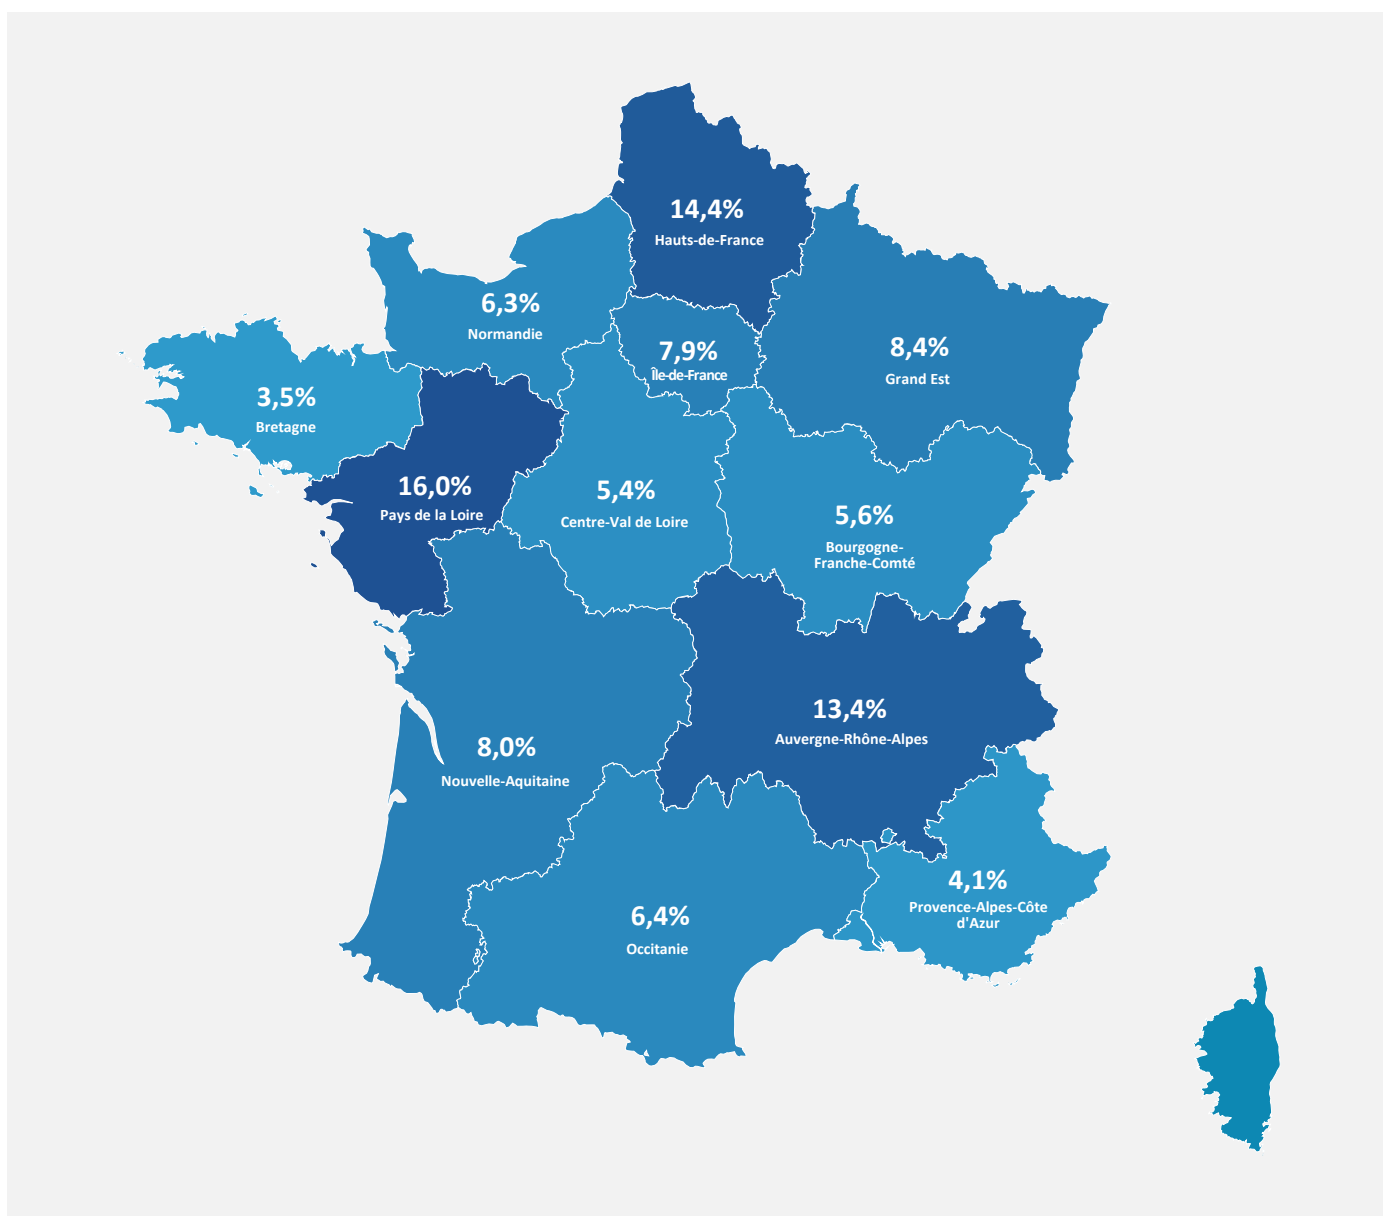 14,4%
Hauts-de-France
6,3%
Normandie
7,9%
Île-de-France
8,4%
Grand Est
3,5%
Bretagne
16,0%
Pays de la Loire
5,4%
Centre-Val de Loire
5,6%
Bourgogne-
Franche-Comté
13,4%
Auvergne-Rhône-Alpes
8,0%
Nouvelle-Aquitaine
4,1%
Provence-Alpes-Côte
d'Azur
6,4%
Occitanie